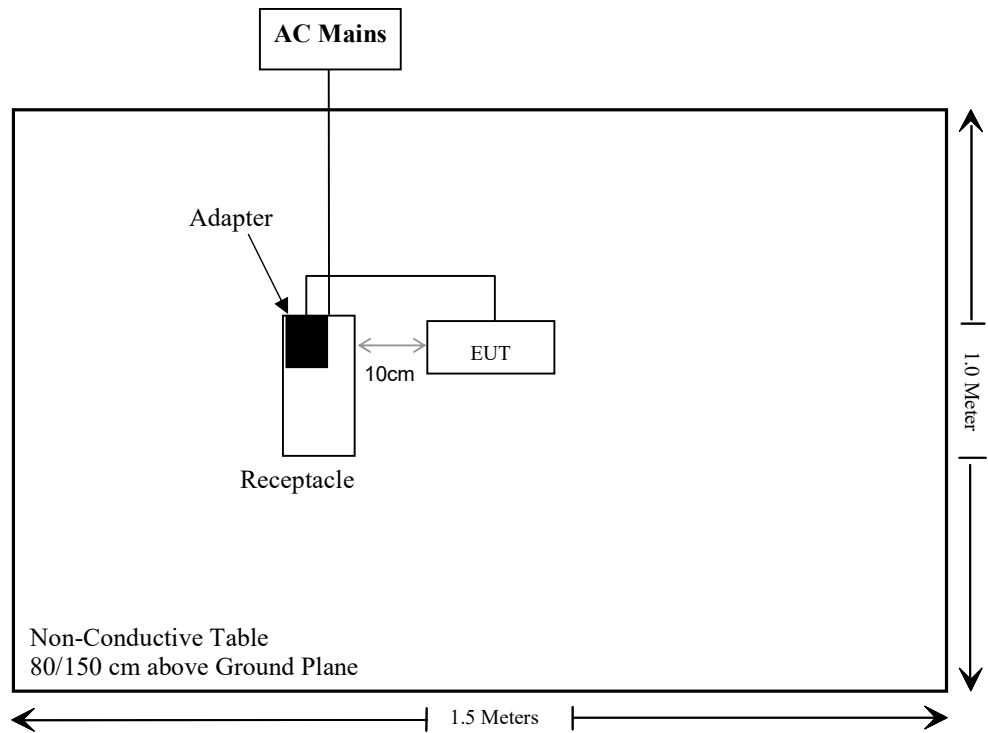 AC Mains
Adapter
EUT
10cm
Receptacle
1.0 Meter
Non-Conductive Table
80/150 cm above Ground Plane
1.5 Meters